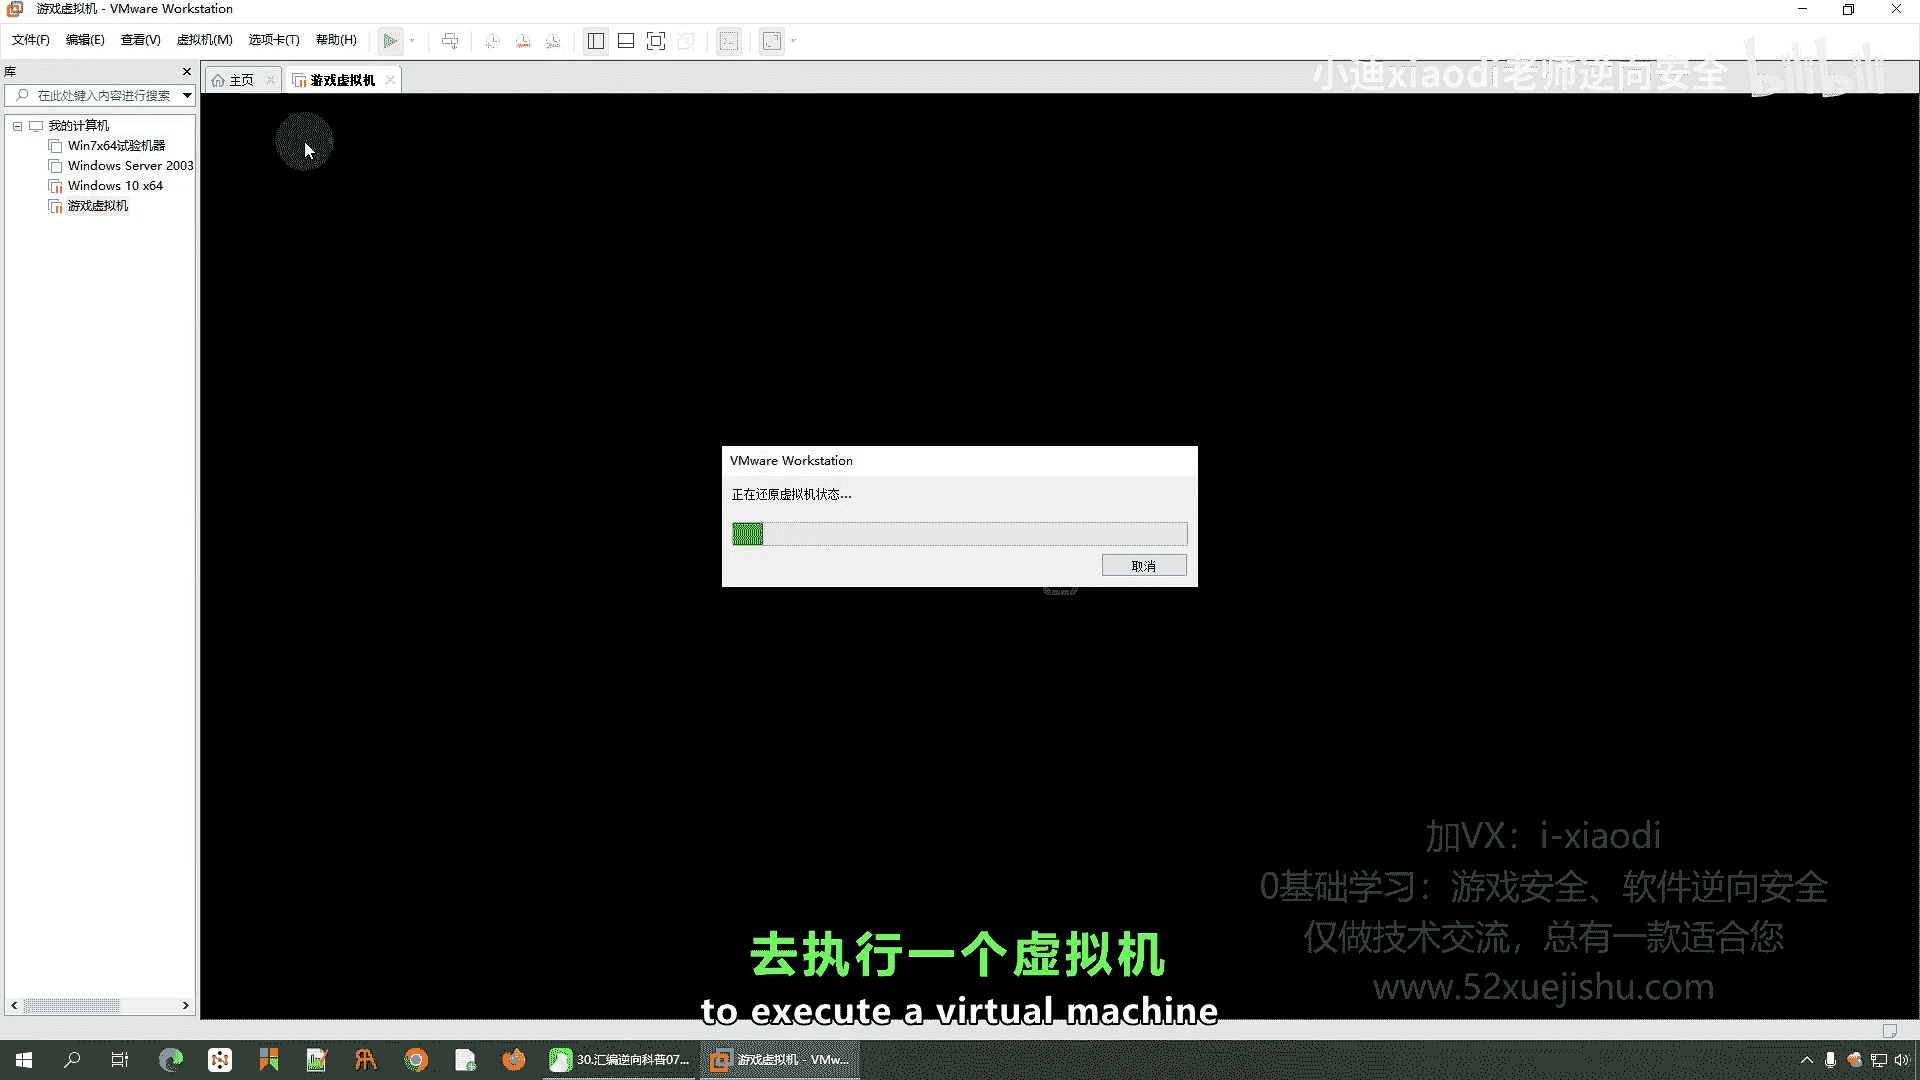 游戏虚拟机 - VMware Workstation
文件(F) 编辑(E) 查看(V) 虚拟机(M) 选项卡(T) 帮助(H)
库
主页
游戏虚拟机
小迪xiaodi老师逆向安全 bilibili
在此处键入内容进行搜索
我的计算机
Win7x64试验机器
Windows Server 2003
Windows 10 x64
游戏虚拟机
VMware Workstation
正在还原虚拟机状态...
取消
加VX：i-xiaodi
0基础学习：游戏安全、软件逆向安全
仅做技术交流，总有一款适合您
www.52xuejishu.com
去执行一个虚拟机
to execute a virtual machine
30.汇编逆向科普07...
游戏虚拟机 - VMw...